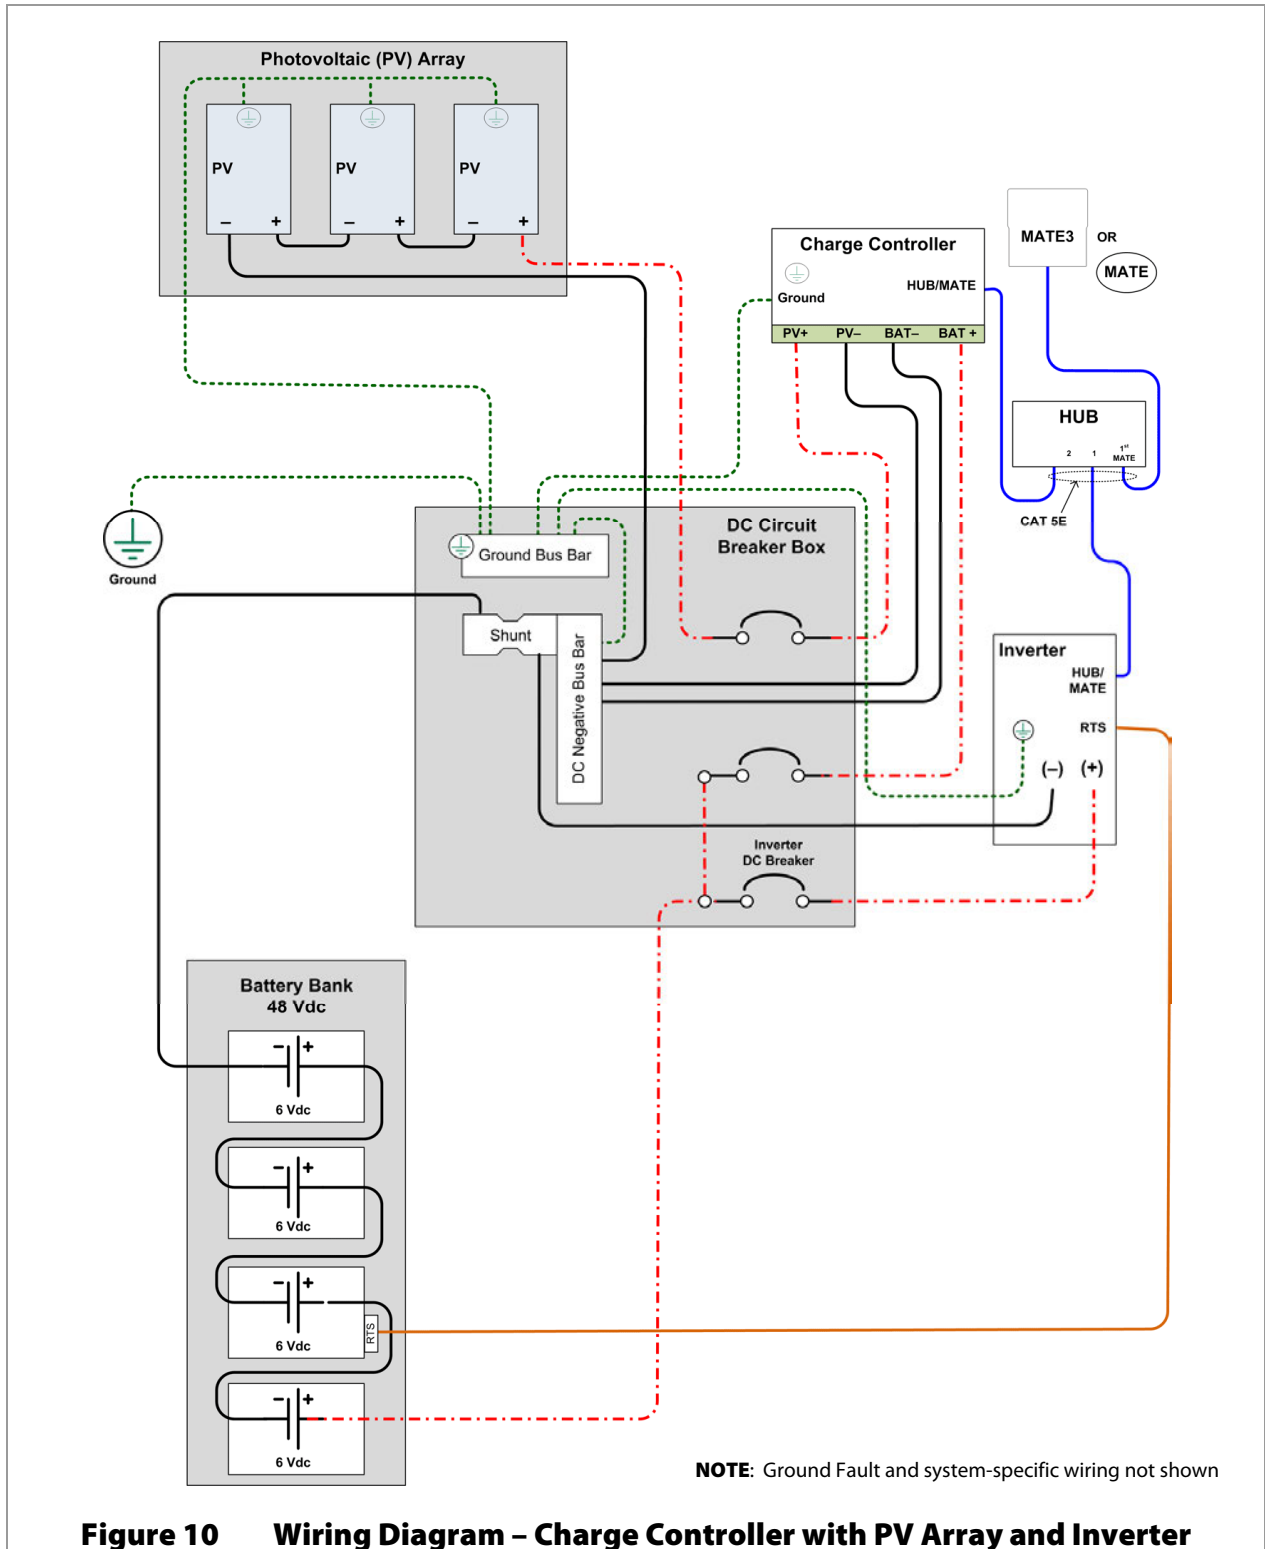 Photovoltaic (PV) Array
PV
PV
PV
– +
– +
– +
Charge Controller
HUB/MATE
Ground
PV+ PV– BAT– BAT +
MATE3
OR
MATE
HUB
2 1 1st MATE
CAT 5E
Ground
DC Circuit
Breaker Box
Ground Bus Bar
Shunt
DC Negative Bus Bar
Inverter
HUB/
MATE
RTS
(–) (+)
Inverter
DC Breaker
Battery Bank
48 Vdc
– +
6 Vdc
– +
6 Vdc
– +
RTS
6 Vdc
– +
6 Vdc
NOTE: Ground Fault and system-specific wiring not shown
Figure 10 Wiring Diagram – Charge Controller with PV Array and Inverter